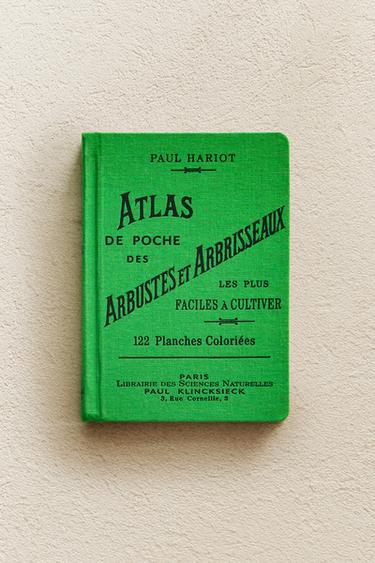 PAUL HARIOT
ATLAS
DE POCHE
DES
ARBUSTES ET ARBRISSEAUX
LES PLUS
FACILES A CULTIVER
122 Planches Coloriées
PARIS
LIBRAIRIE DES SCIENCES NATURELLES
PAUL KLINCKSIECK
3, Rue Corneille, 3